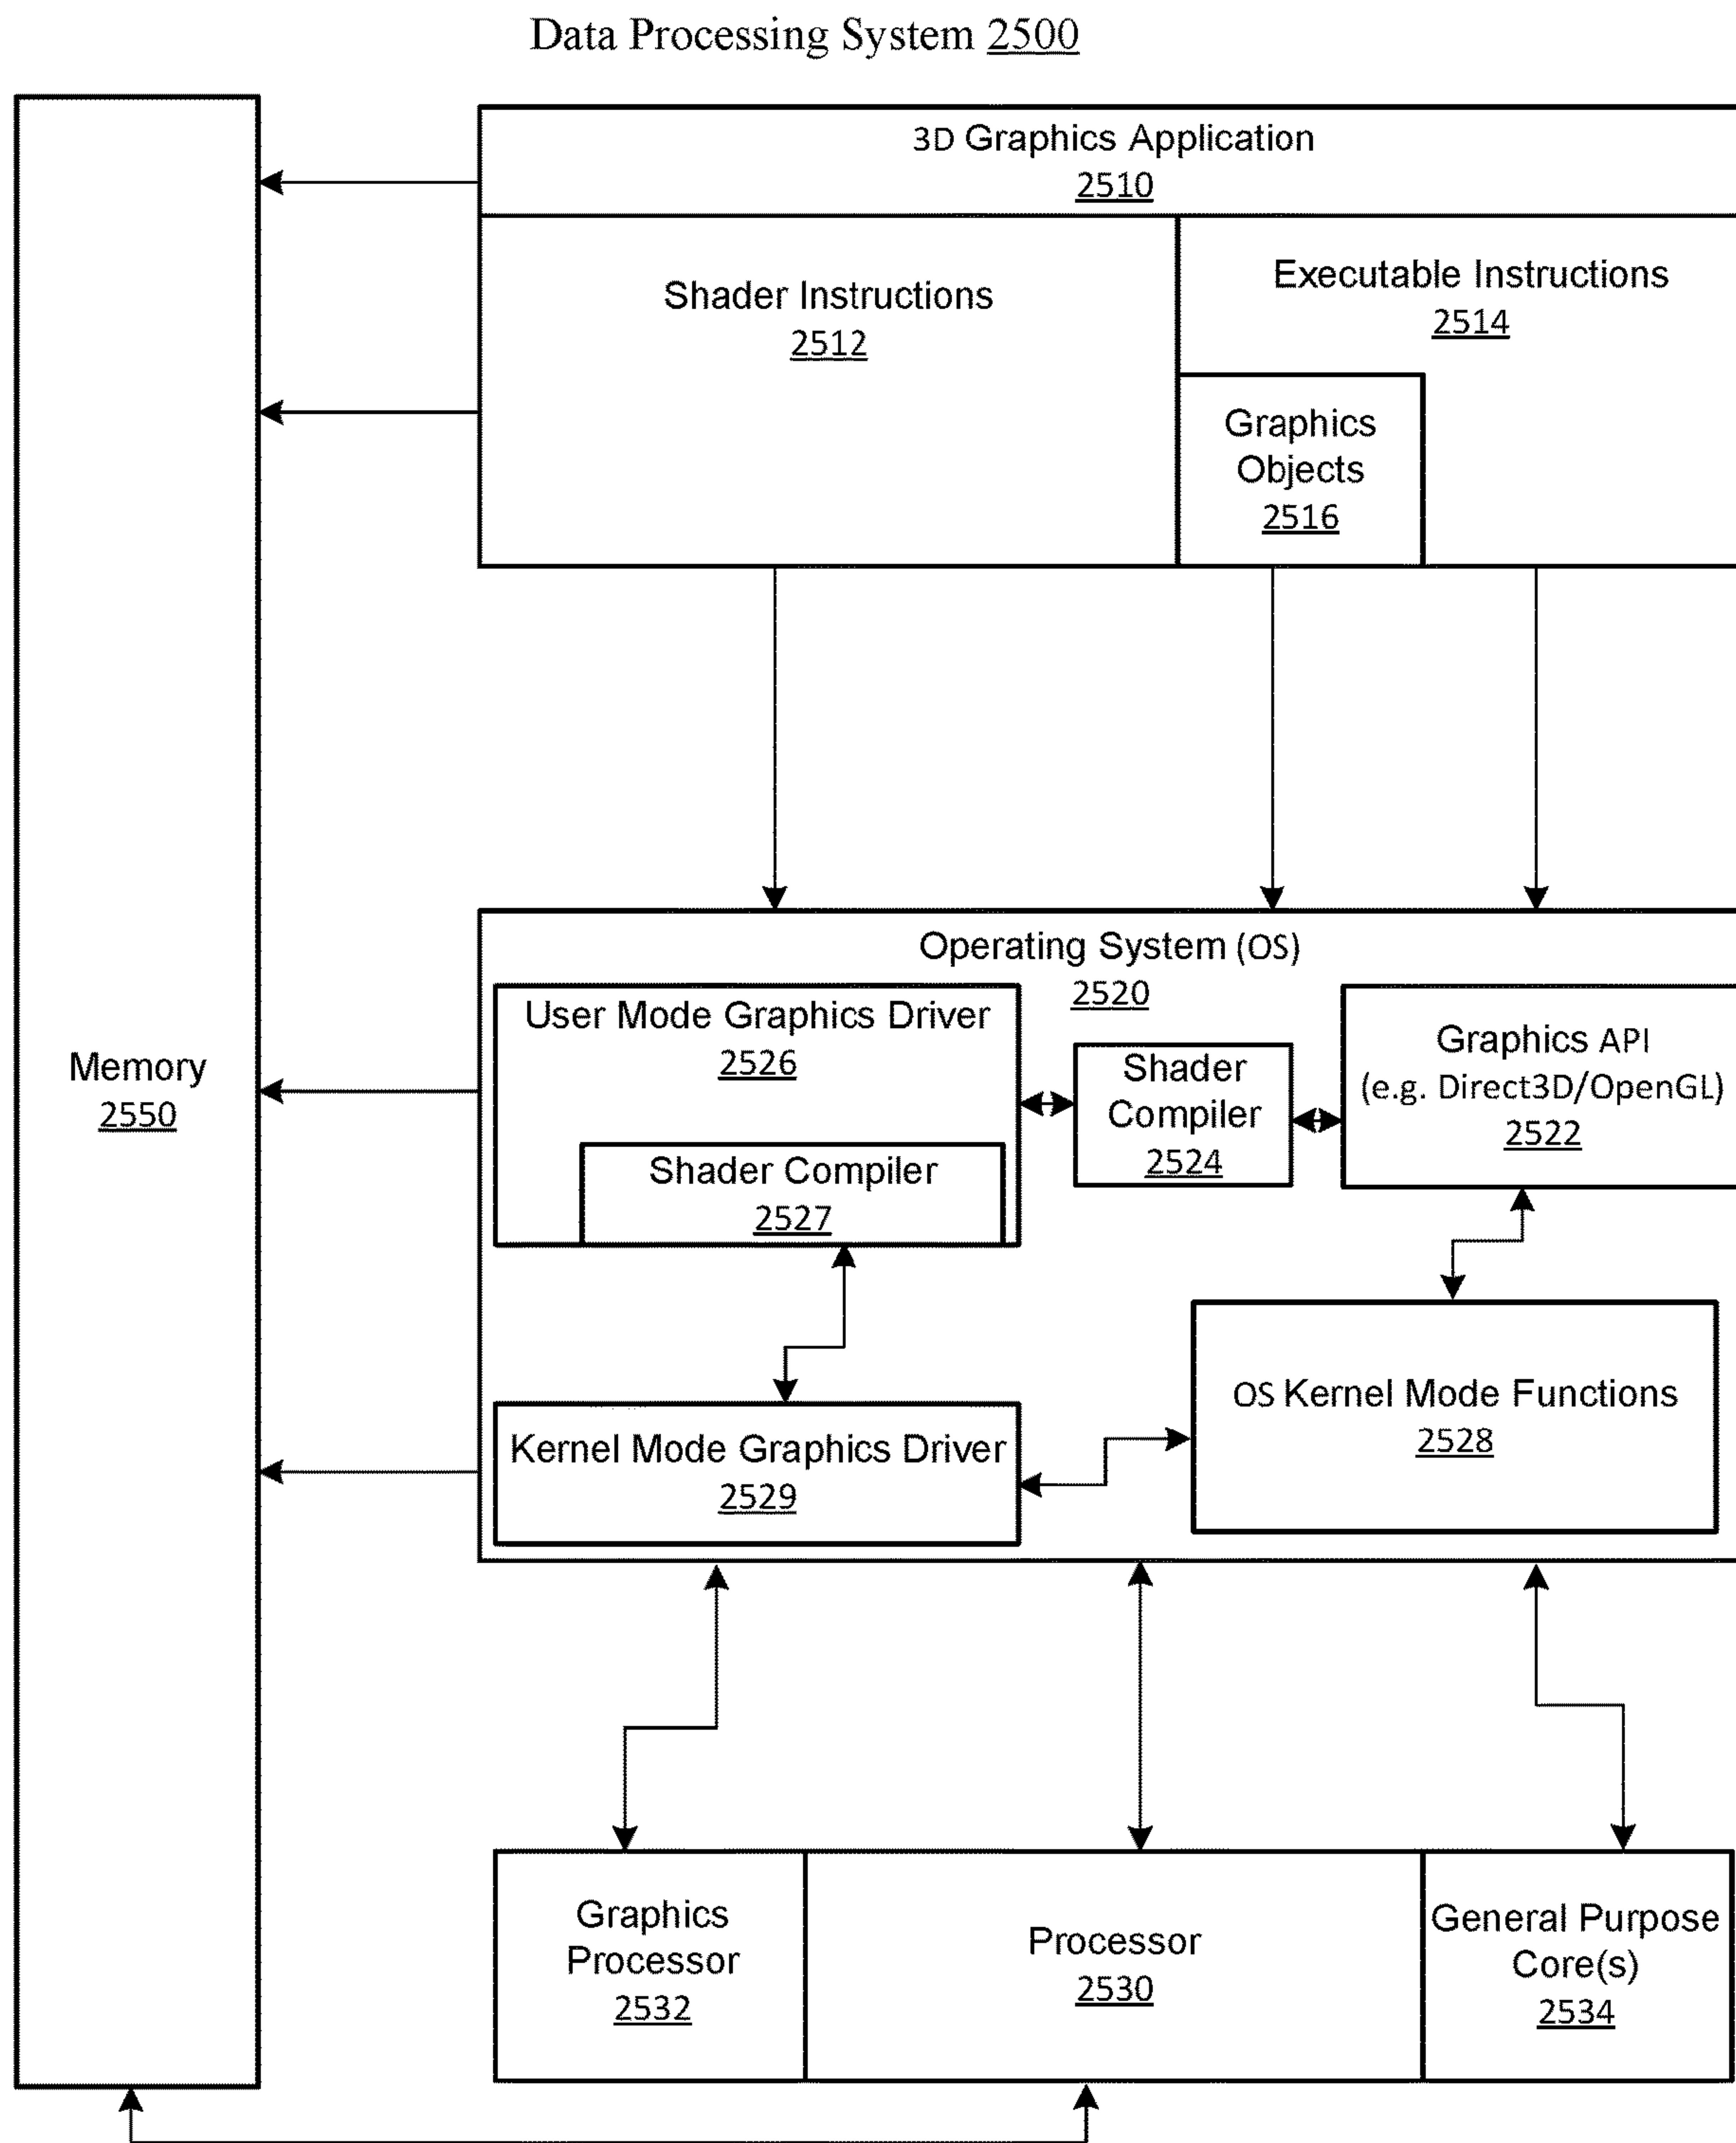 Data Processing System 2500
3D Graphics Application
2510
Shader Instructions
2512
Executable Instructions
2514
Graphics
Objects
2516
Operating System (OS)
2520
User Mode Graphics Driver
2526
Shader Compiler
2527
Shader
Compiler
2524
Graphics API
(e.g. Direct3D/OpenGL)
2522
Memory
2550
OS Kernel Mode Functions
2528
Kernel Mode Graphics Driver
2529
Graphics
Processor
2532
Processor
2530
General Purpose
Core(s)
2534